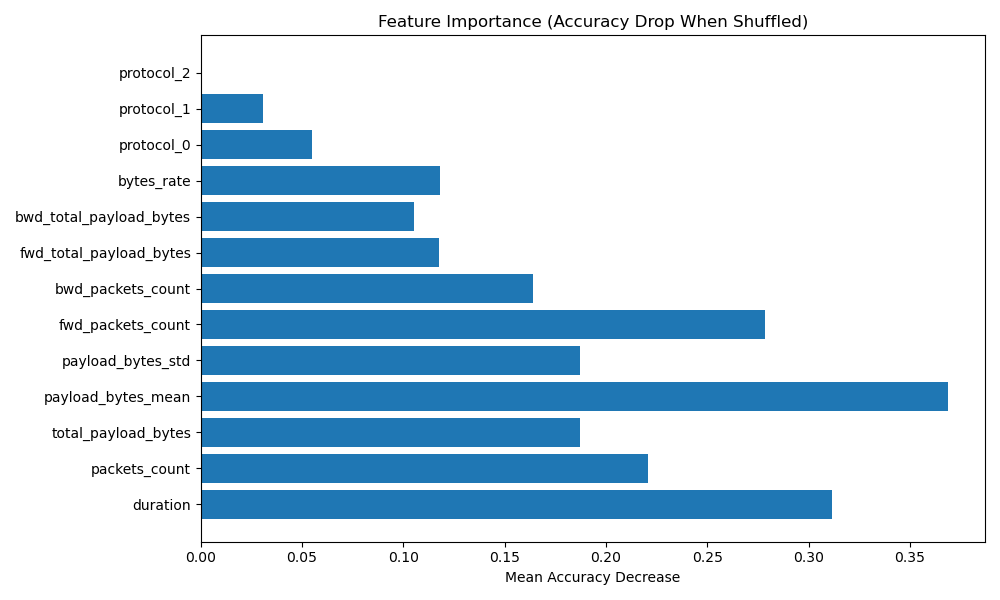 Feature Importance (Accuracy Drop When Shuffled)
protocol_2
protocol_1
protocol_0
bytes_rate
bwd_total_payload_bytes
fwd_total_payload_bytes
bwd_packets_count
fwd_packets_count
payload_bytes_std
payload_bytes_mean
total_payload_bytes
packets_count
duration
0.00 0.05 0.10 0.15 0.20 0.25 0.30 0.35
Mean Accuracy Decrease